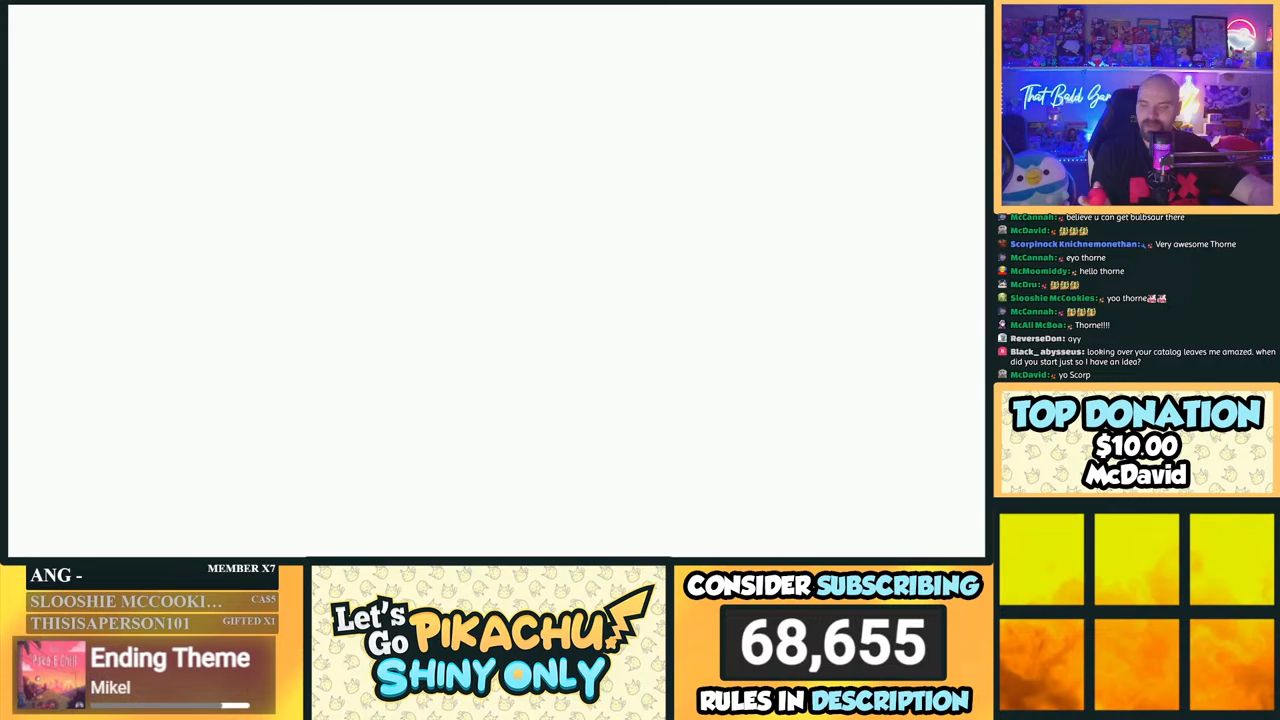 That Bald Gam
McCannah: believe u can get bulbsaur there
McDavid:
Scorpinock Knichnemonethan: Very awesome Thorne
McCannah: eyo thorne
McMoomiddy: hello thorne
McDru:
Slooshie McCookies: yoo thorne
McCannah:
McAli McBoa: Thorne!!!!
ReverseDon: ayy
Black_abysseus: looking over your catalog leaves me amazed. when
did you start just so I have an idea?
McDavid: yo Scorp
TOP DONATION
$10.00
McDavid
ANG - MEMBER X7
SLOOSHIE MCCOOKI... CA$5
THISISAPERSON101 GIFTED X1
Ending Theme
Mikel
Let's
Go PIKACHU
SHINY ONLY
CONSIDER SUBSCRIBING
68,655
RULES IN DESCRIPTION